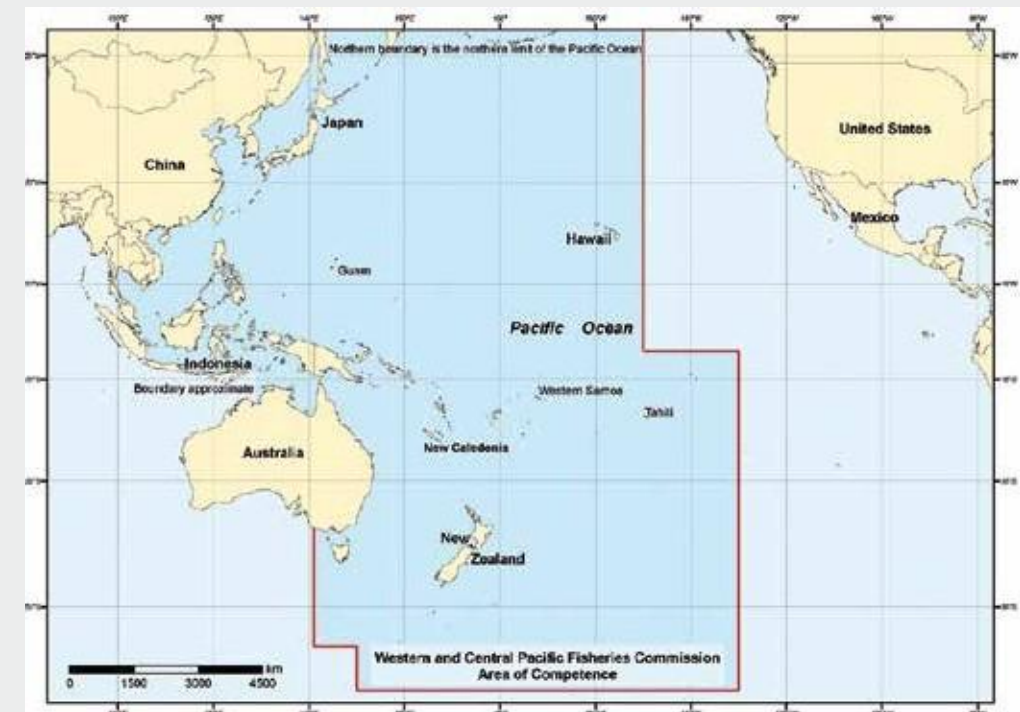 Northern boundary is the northern limit of the Pacific Ocean
Japan
United States
China
Mexico
Hawaii
Guam
Pacific Ocean
Indonesia
Boundary approximate
Western Samoa
Tahiti
New Caledonia
Australia
New
Zealand
Western and Central Pacific Fisheries Commission
Area of Competence
km
0 1500 3000 4500